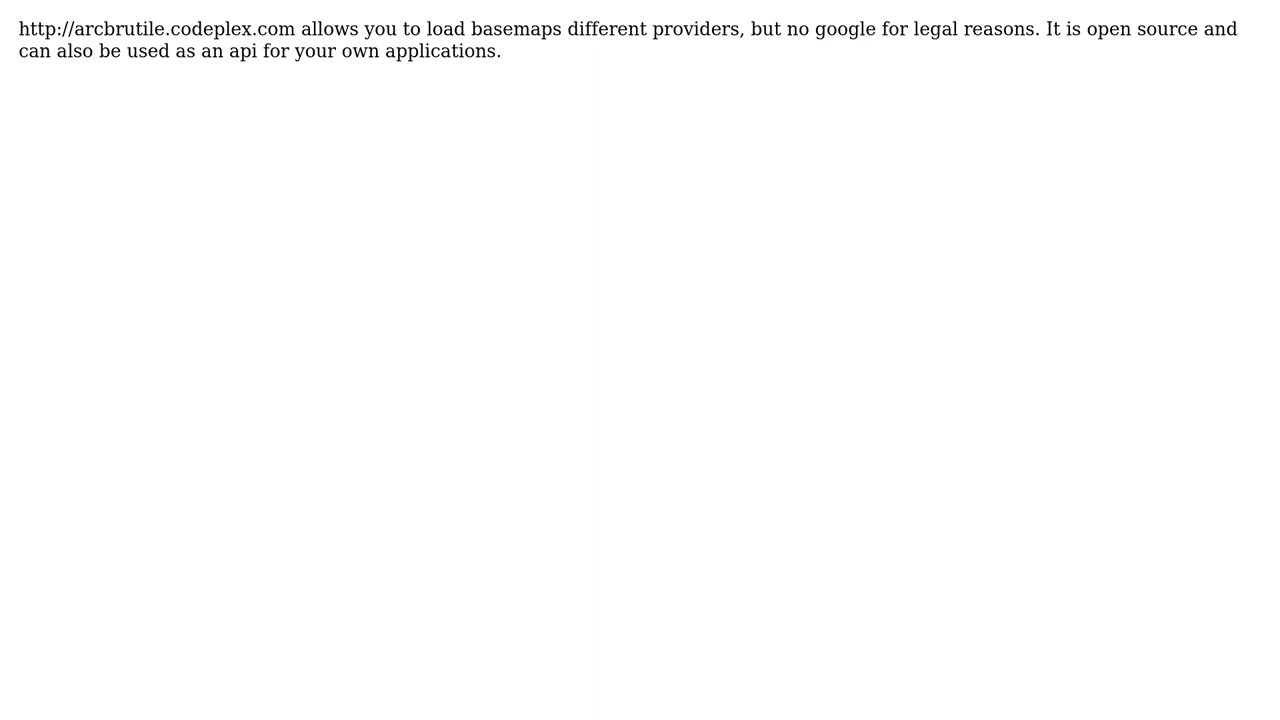 http://arcbrutile.codeplex.com allows you to load basemaps different providers, but no google for legal reasons. It is open source and
can also be used as an api for your own applications.